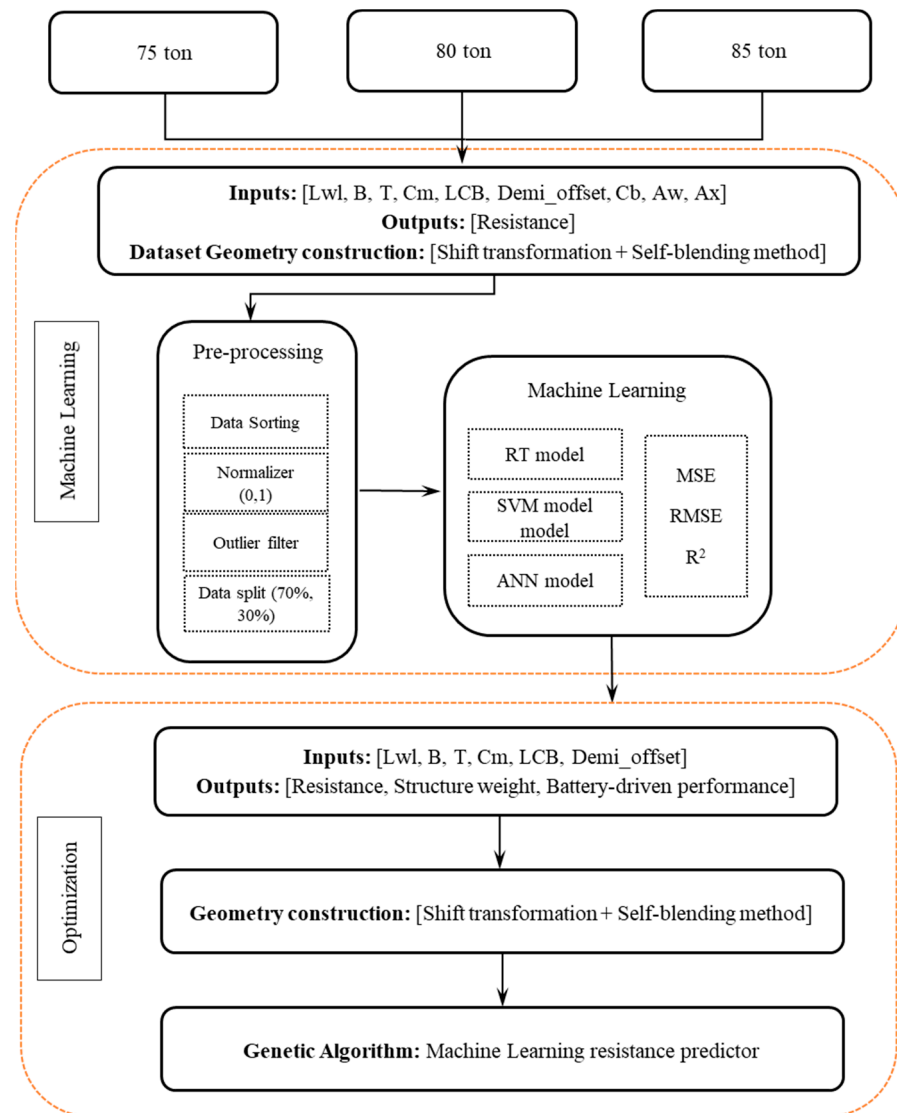 75 ton
80 ton
85 ton
Inputs: [Lwl, B, T, Cm, LCB, Demi_offset, Cb, Aw, Ax]
Outputs: [Resistance]
Dataset Geometry construction: [Shift transformation + Self-blending method]
Machine Learning
Pre-processing
Data Sorting
Normalizer
(0,1)
Outlier filter
Data split (70%,
30%)
Machine Learning
RT model
SVM model
model
ANN model
MSE
RMSE
R²
Optimization
Inputs: [Lwl, B, T, Cm, LCB, Demi_offset]
Outputs: [Resistance, Structure weight, Battery-driven performance]
Geometry construction: [Shift transformation + Self-blending method]
Genetic Algorithm: Machine Learning resistance predictor